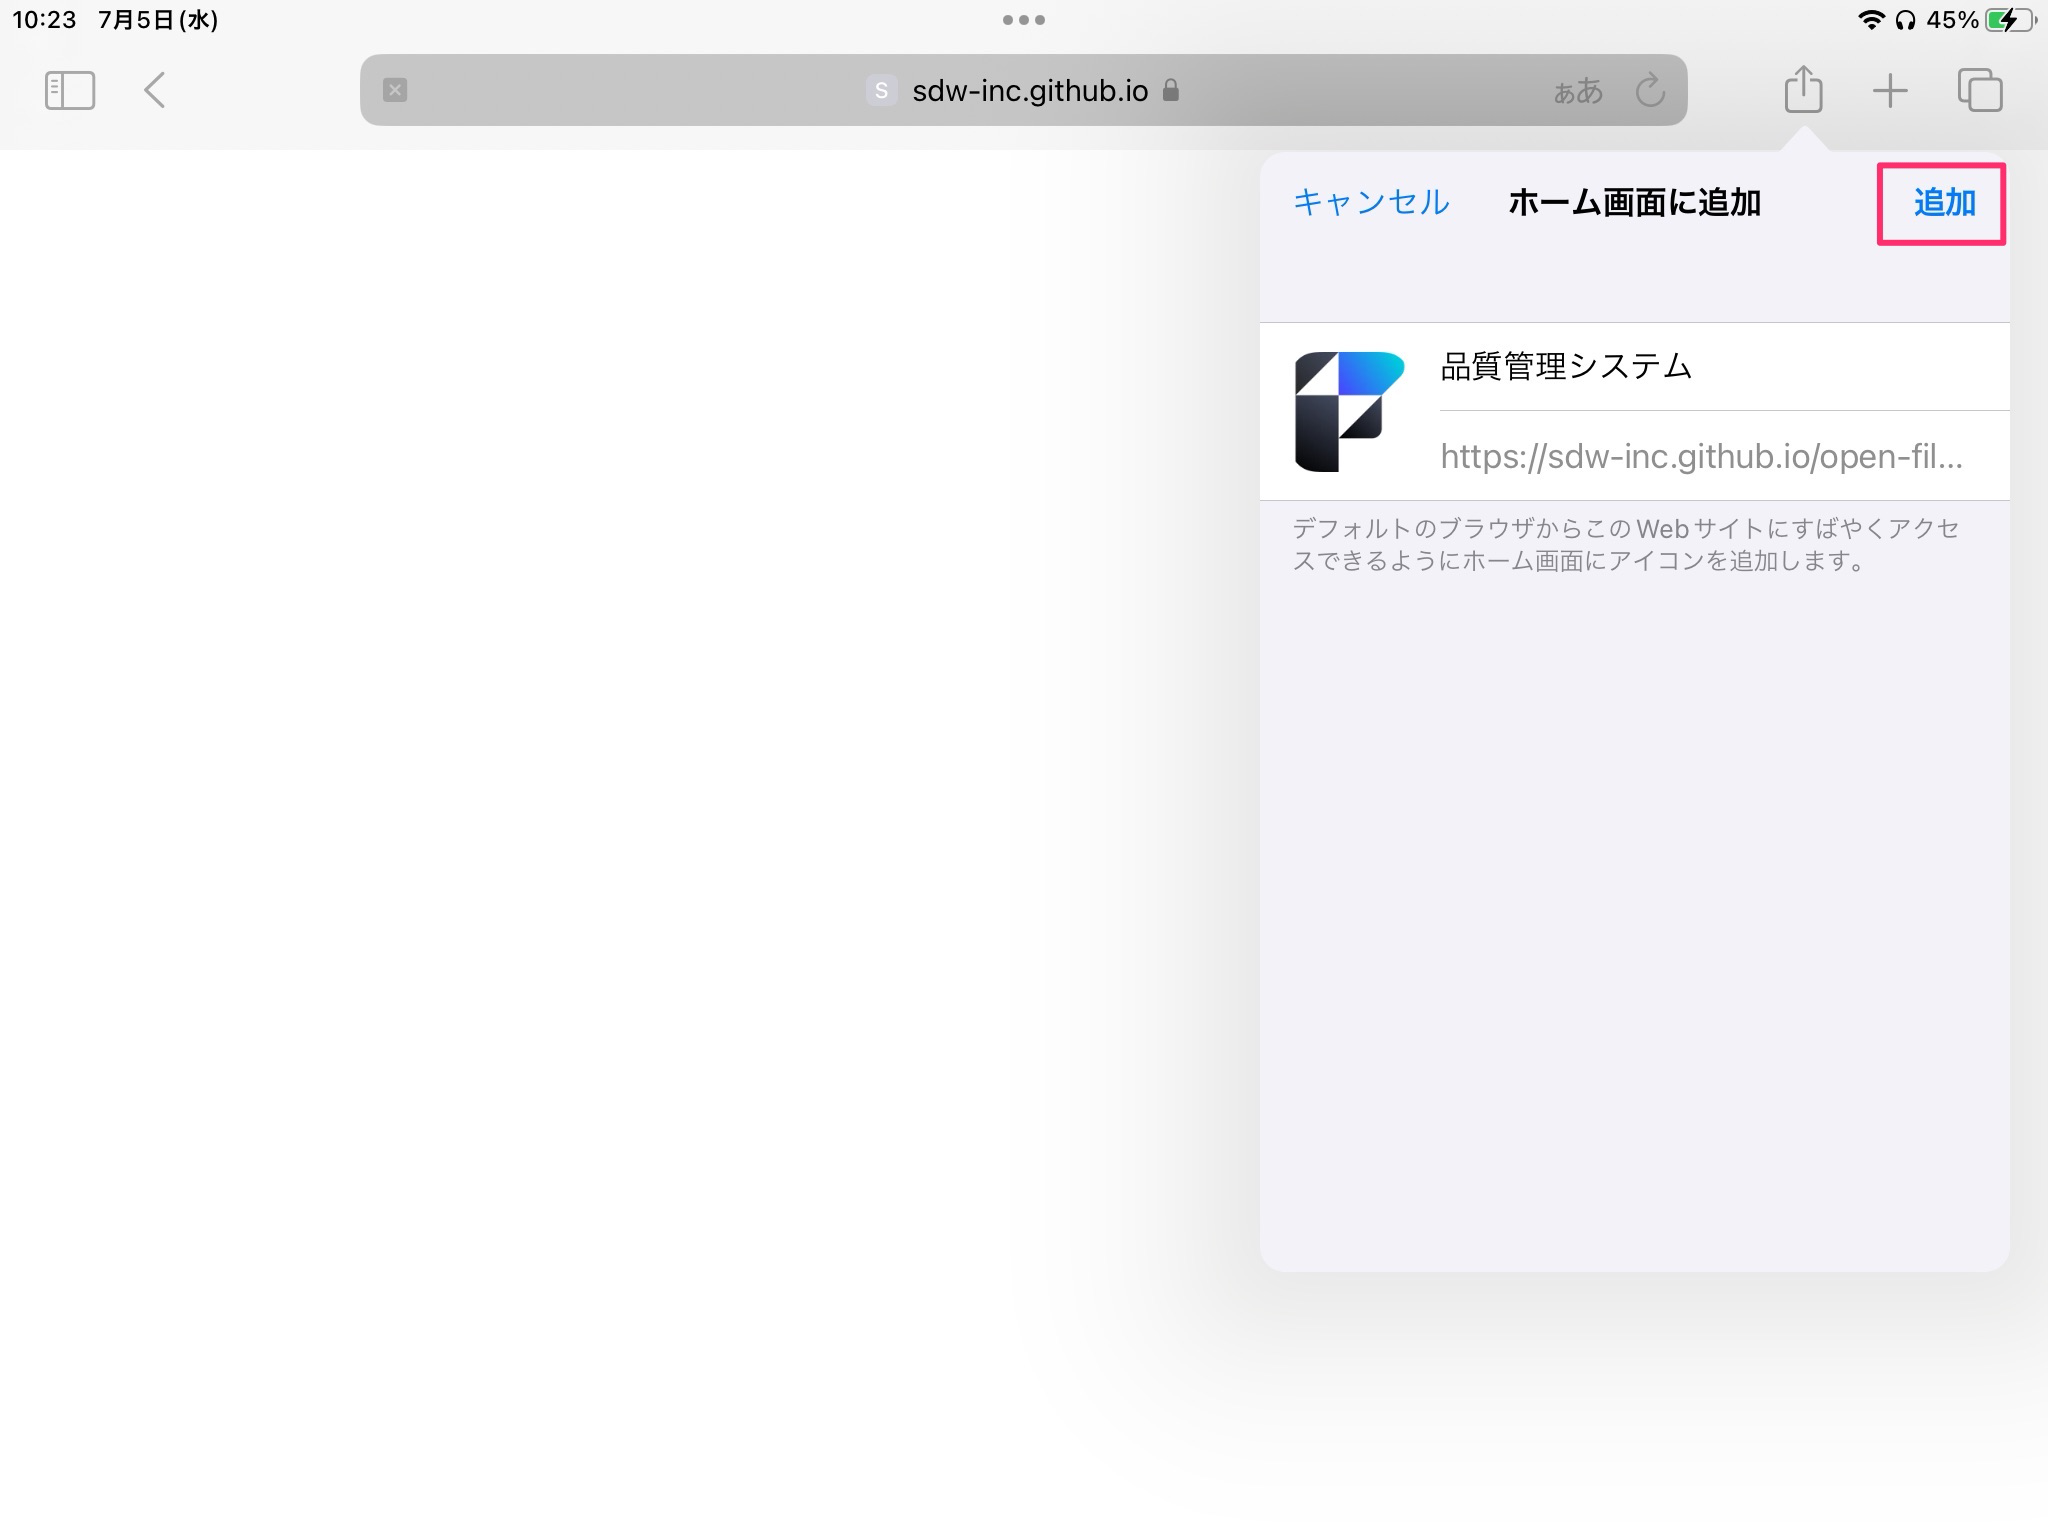 10:23 7月5日(水)
45%
S sdw-inc.github.io
ぁあ
キャンセル ホーム画面に追加 追加
品質管理システム
https://sdw-inc.github.io/open-fil...
デフォルトのブラウザからこのWebサイトにすばやくアクセ
スできるようにホーム画面にアイコンを追加します。